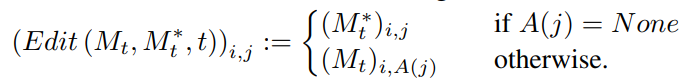 (Edit (M_t, M_t^*, t))_{i,j} := { (M_t^*)_{i,j} if A(j) = None
(M_t)_{i,A(j)} otherwise.